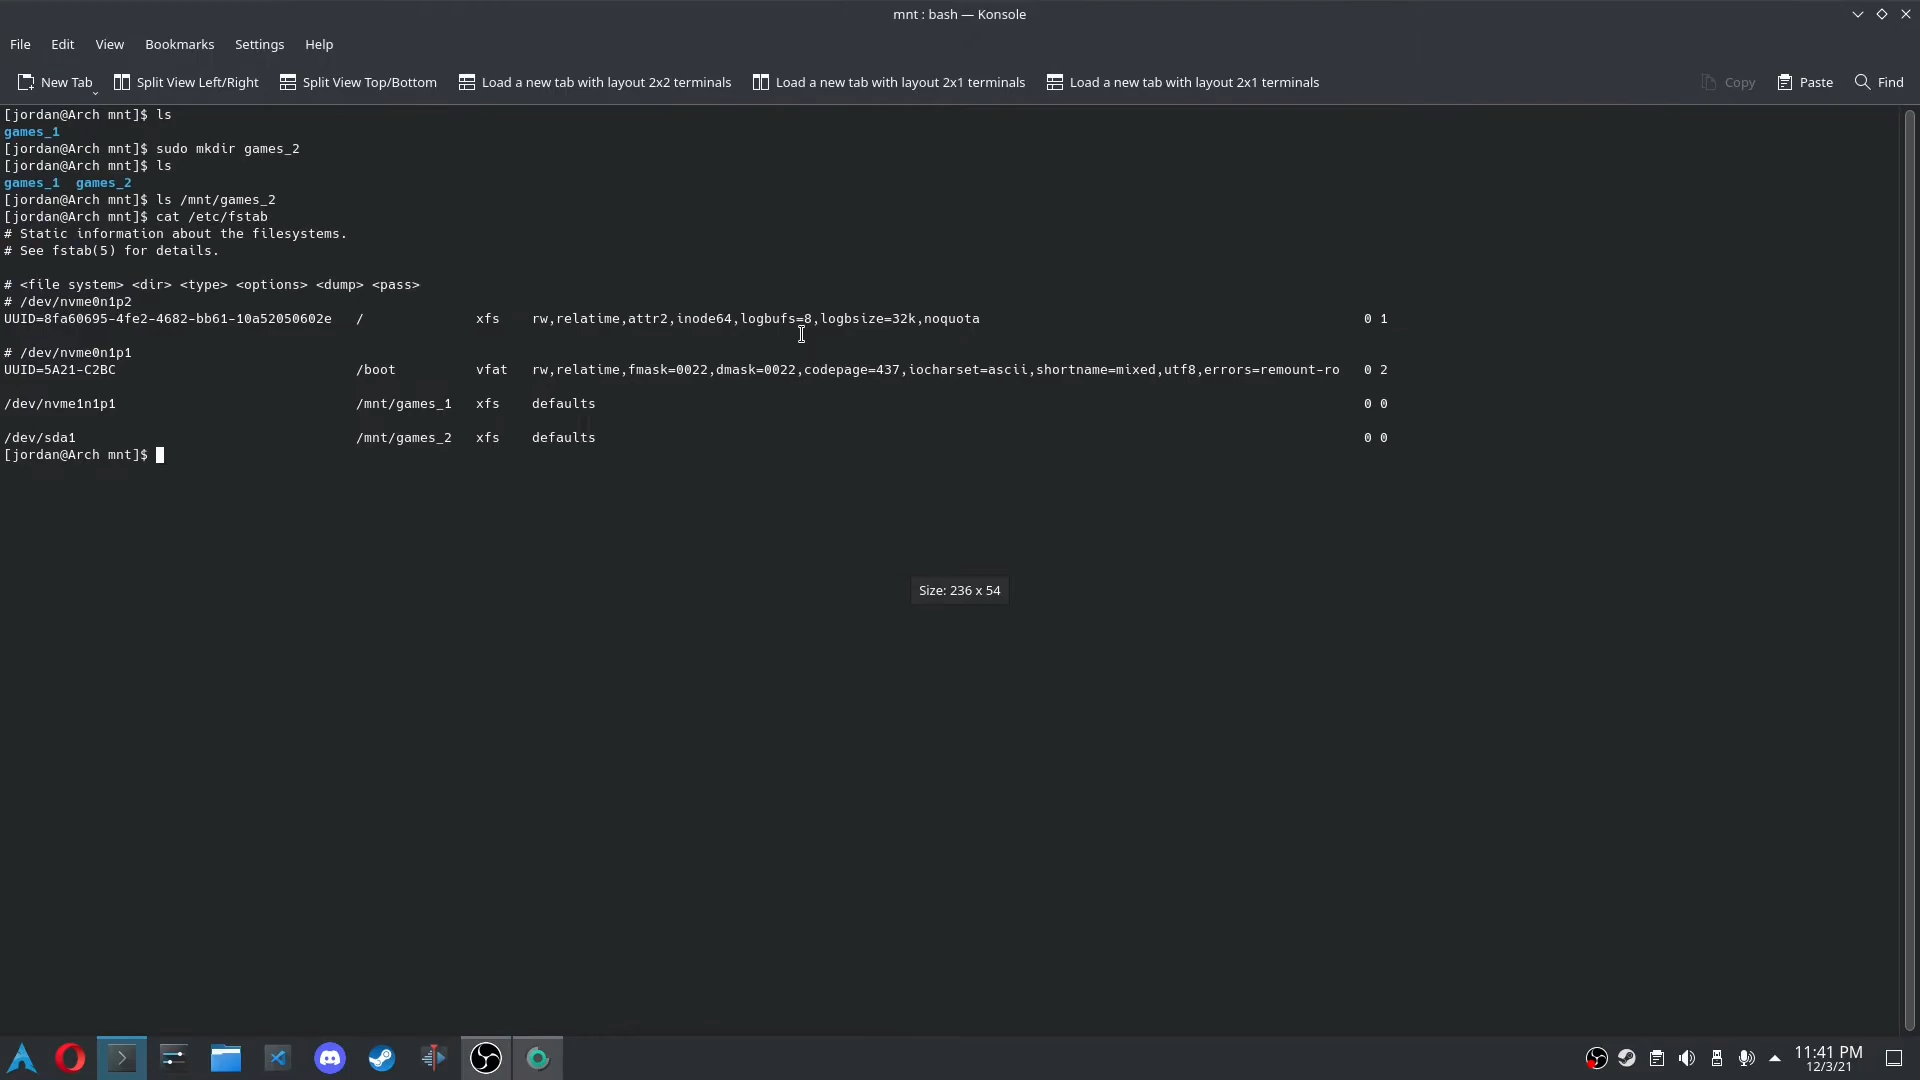 mnt : bash — Konsole
File Edit View Bookmarks Settings Help
New Tab Split View Left/Right Split View Top/Bottom Load a new tab with layout 2x2 terminals Load a new tab with layout 2x1 terminals Load a new tab with layout 2x1 terminals Copy Paste Find
[jordan@Arch mnt]$ ls
games_1
[jordan@Arch mnt]$ sudo mkdir games_2
[jordan@Arch mnt]$ ls
games_1  games_2
[jordan@Arch mnt]$ ls /mnt/games_2
[jordan@Arch mnt]$ cat /etc/fstab
# Static information about the filesystems.
# See fstab(5) for details.
# <file system> <dir> <type> <options> <dump> <pass>
# /dev/nvme0n1p2
UUID=8fa60695-4fe2-4682-bb61-10a52050602e / xfs rw,relatime,attr2,inode64,logbufs=8,logbsize=32k,noquota 0 1
# /dev/nvme0n1p1
UUID=5A21-C2BC /boot vfat rw,relatime,fmask=0022,dmask=0022,codepage=437,iocharset=ascii,shortname=mixed,utf8,errors=remount-ro 0 2
/dev/nvme1n1p1 /mnt/games_1 xfs defaults 0 0
/dev/sda1 /mnt/games_2 xfs defaults 0 0
[jordan@Arch mnt]$
Size: 236 x 54
11:41 PM
12/3/21